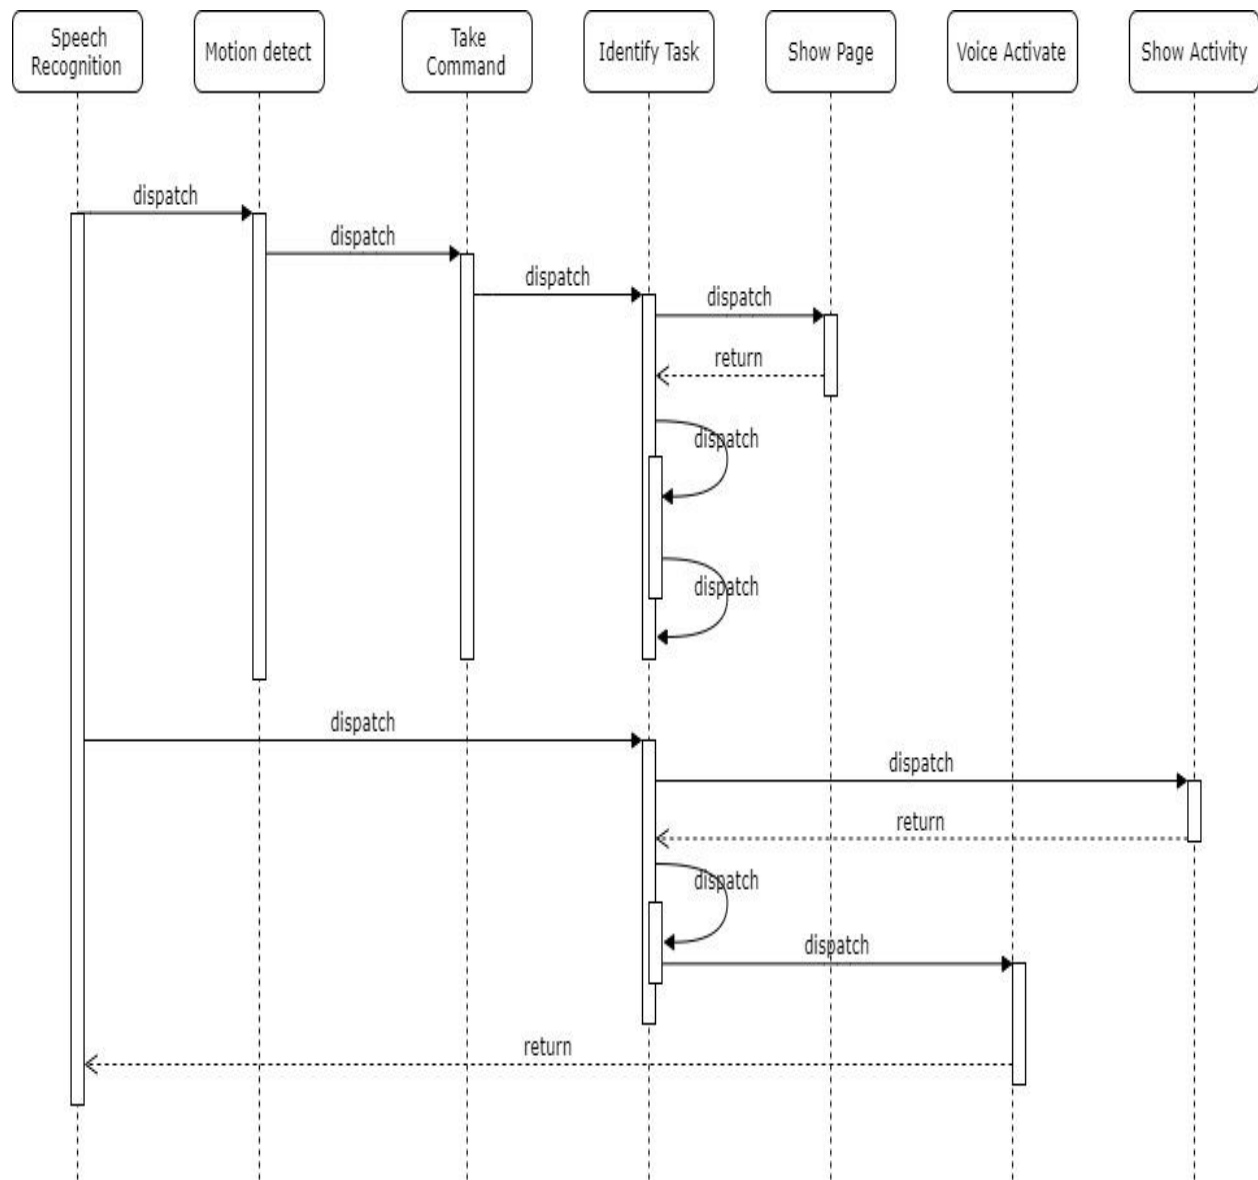 Speech
Recognition
Motion detect
Take
Command
Identify Task
Show Page
Voice Activate
Show Activity
dispatch
dispatch
dispatch
dispatch
return
dispatch
dispatch
dispatch
dispatch
return
dispatch
dispatch
return